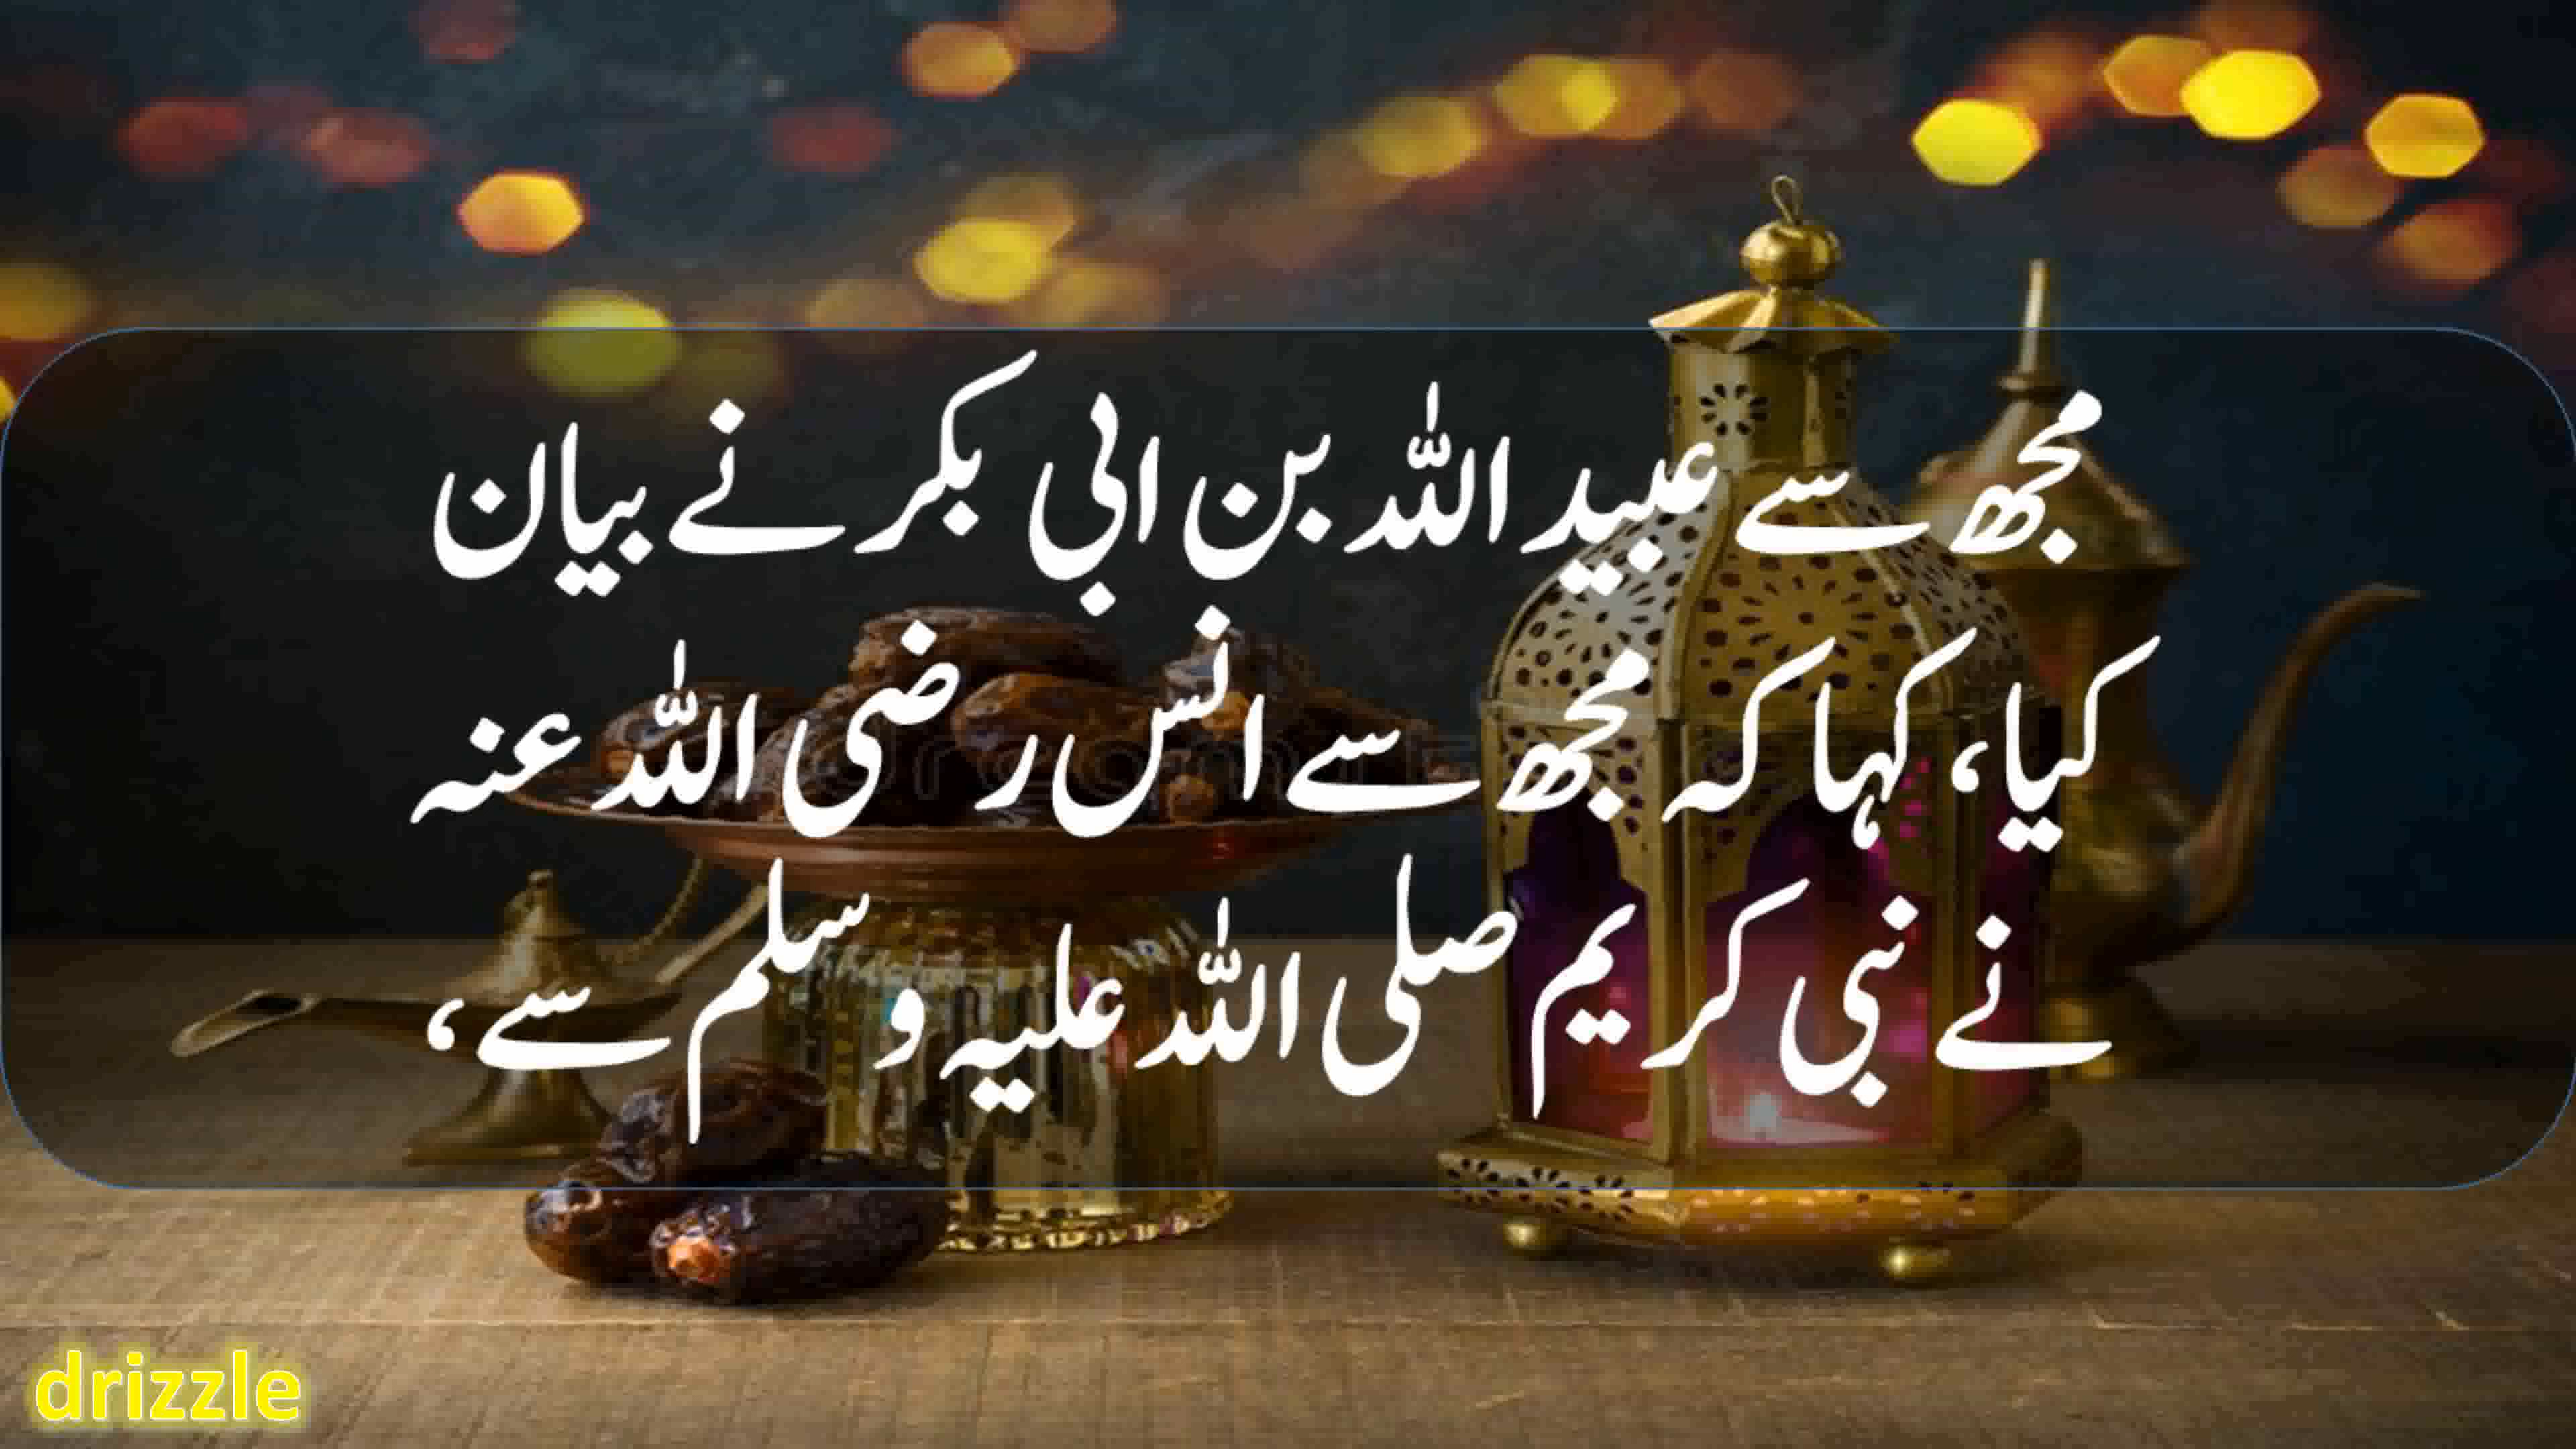 مجھ سے عبید اللہ بن ابی بکر نے بیان
کیا، کہا کہ مجھ سے انس رضی اللہ عنہ
نے نبی کریم صلی اللہ علیہ وسلم سے،
drizzle